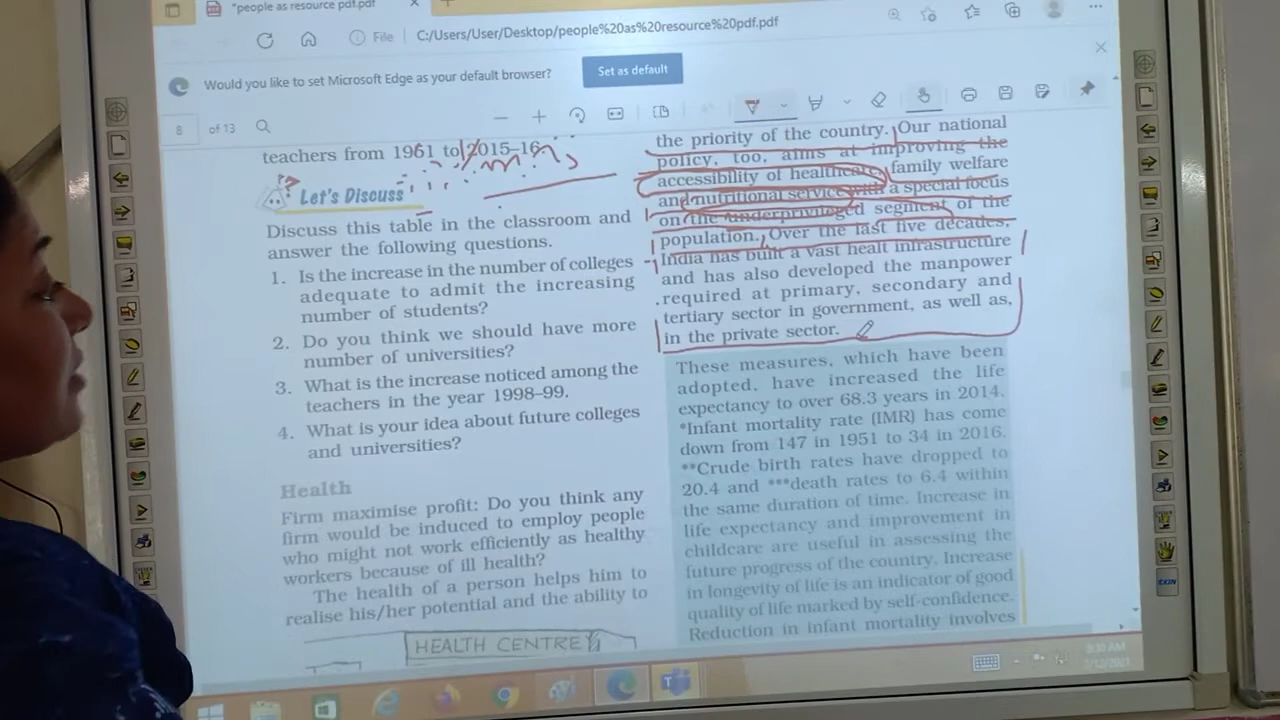 "people as resource pdf.pdf
File | C:/Users/User/Desktop/people%20as%20resource%20pdf.pdf
Would you like to set Microsoft Edge as your default browser?
Set as default
8 of 13
teachers from 1961 to 2015–16
Let's Discuss
Discuss this table in the classroom and
answer the following questions.
1. Is the increase in the number of colleges
adequate to admit the increasing
number of students?
2. Do you think we should have more
number of universities?
3. What is the increase noticed among the
teachers in the year 1998–99.
4. What is your idea about future colleges
and universities?
Health
Firm maximise profit: Do you think any
firm would be induced to employ people
who might not work efficiently as healthy
workers because of ill health?
The health of a person helps him to
realise his/her potential and the ability to
HEALTH CENTRE
the priority of the country. Our national
policy, too, aims at improving the
accessibility of healthcare, family welfare
and nutritional service with a special focus
on the underprivileged segment of the
population. Over the last five decades,
India has built a vast healt infrastructure
and has also developed the manpower
required at primary, secondary and
tertiary sector in government, as well as,
in the private sector.
These measures, which have been
adopted, have increased the life
expectancy to over 68.3 years in 2014.
*Infant mortality rate (IMR) has come
down from 147 in 1951 to 34 in 2016.
**Crude birth rates have dropped to
20.4 and ***death rates to 6.4 within
the same duration of time. Increase in
life expectancy and improvement in
childcare are useful in assessing the
future progress of the country. Increase
in longevity of life is an indicator of good
quality of life marked by self-confidence.
Reduction in infant mortality involves